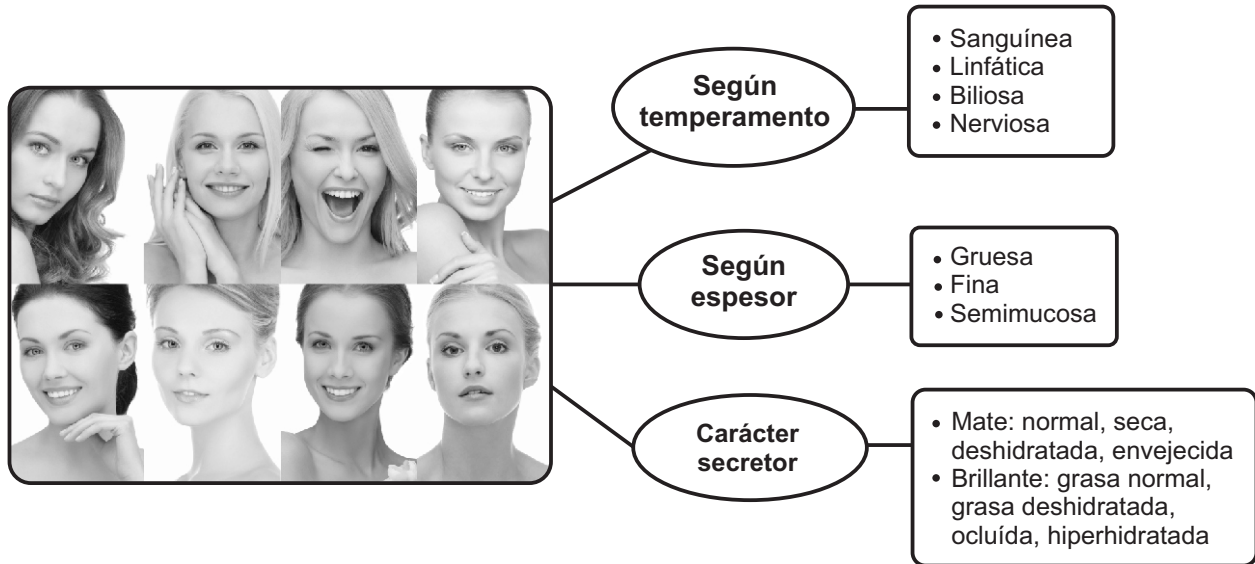 Según
temperamento
• Sanguínea
• Linfática
• Biliosa
• Nerviosa
Según
espesor
• Gruesa
• Fina
• Semimucosa
Carácter
secretor
• Mate: normal, seca,
deshidratada, envejecida
• Brillante: grasa normal,
grasa deshidratada,
ocluída, hiperhidratada